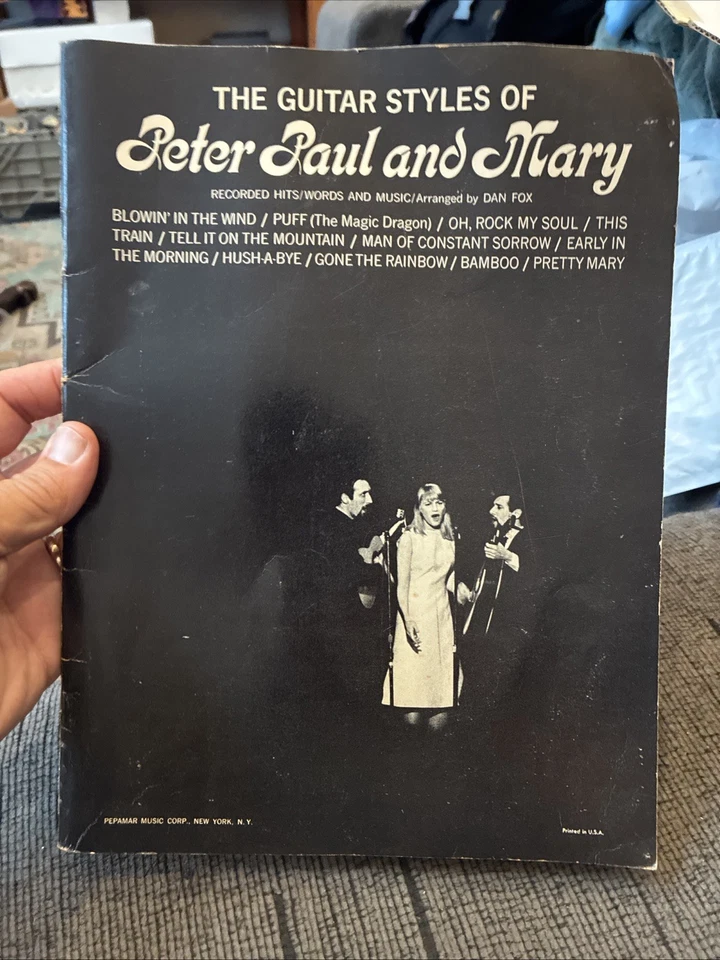 THE GUITAR STYLES OF
Peter Paul and Mary
RECORDED HITS/WORDS AND MUSIC/Arranged by DAN FOX
BLOWIN' IN THE WIND / PUFF (The Magic Dragon) / OH, ROCK MY SOUL / THIS
TRAIN / TELL IT ON THE MOUNTAIN / MAN OF CONSTANT SORROW / EARLY IN
THE MORNING / HUSH-A-BYE / GONE THE RAINBOW / BAMBOO / PRETTY MARY
PEPAMAR MUSIC CORP., NEW YORK, N.Y.
Printed in U.S.A.